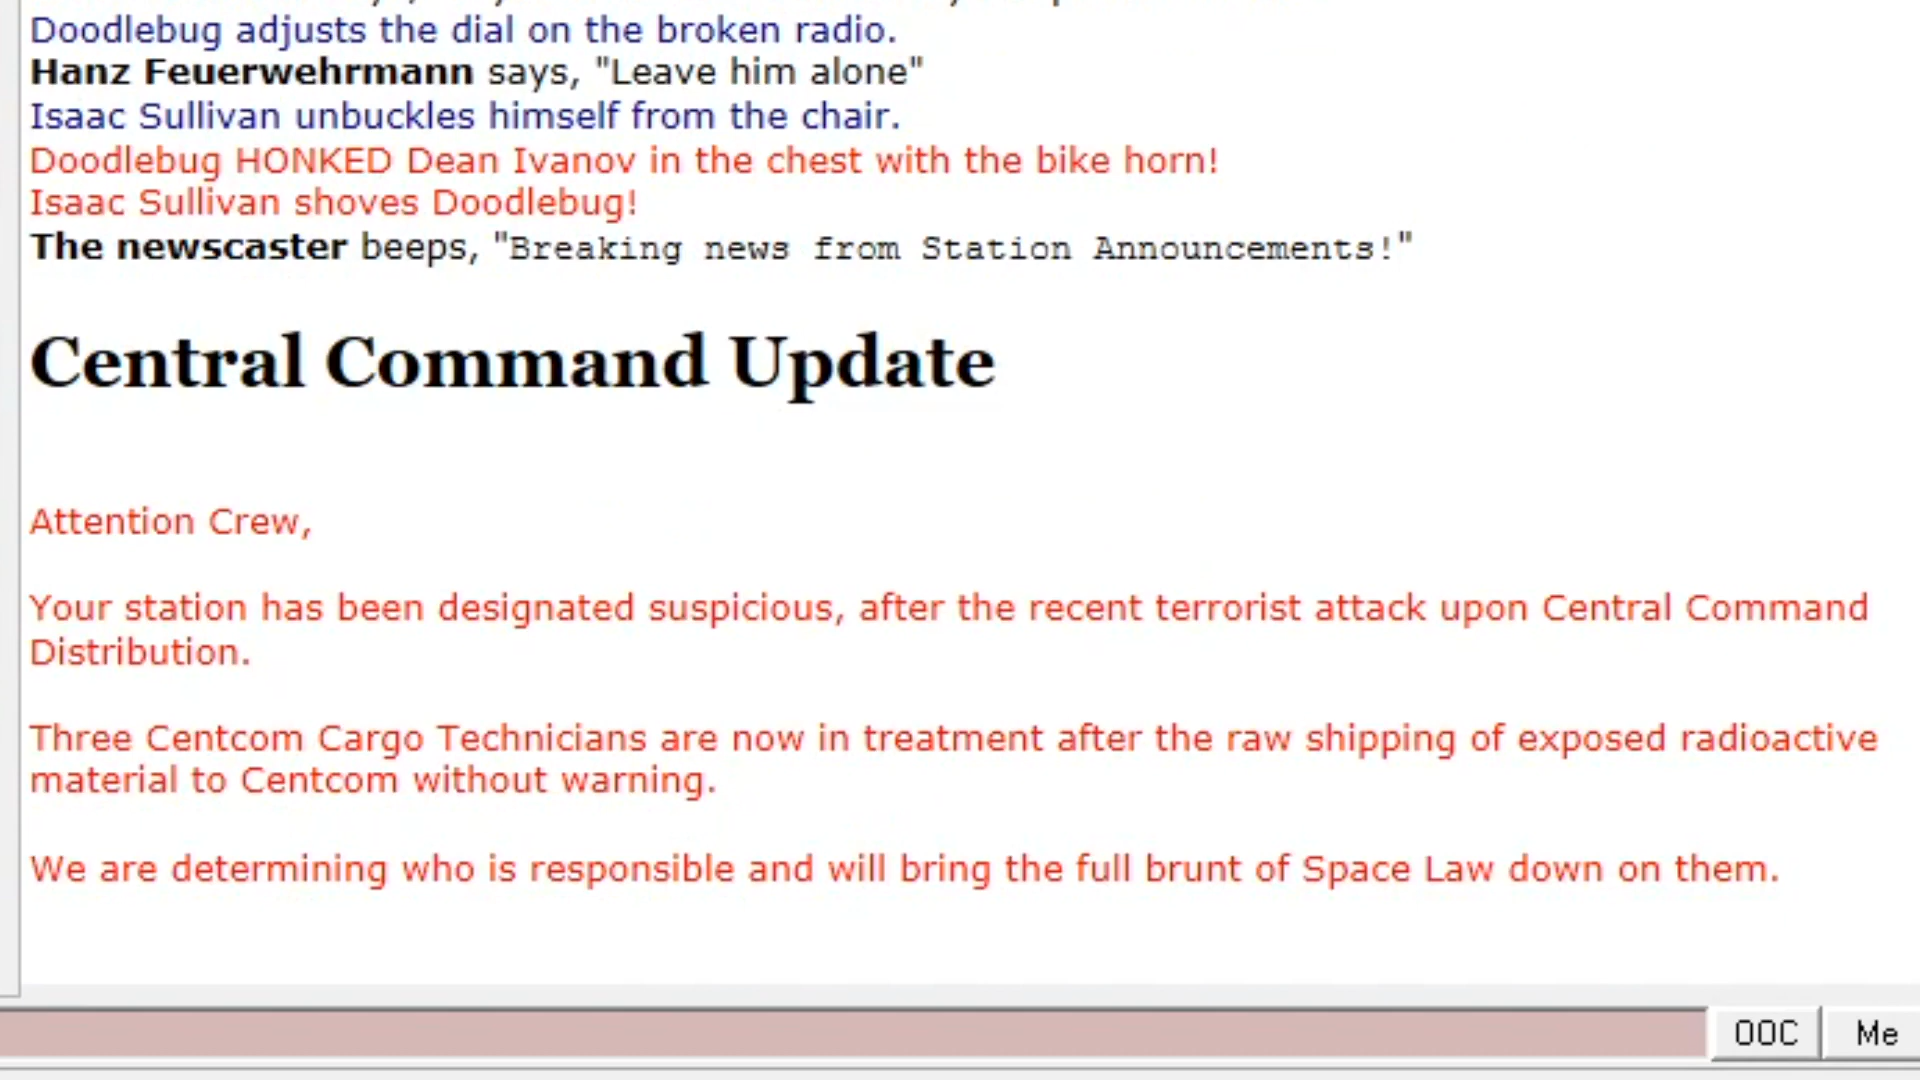 Doodlebug adjusts the dial on the broken radio.
Hanz Feuerwehrmann says, "Leave him alone"
Isaac Sullivan unbuckles himself from the chair.
Doodlebug HONKED Dean Ivanov in the chest with the bike horn!
Isaac Sullivan shoves Doodlebug!
The newscaster beeps, "Breaking news from Station Announcements!"
Central Command Update
Attention Crew,
Your station has been designated suspicious, after the recent terrorist attack upon Central Command
Distribution.
Three Centcom Cargo Technicians are now in treatment after the raw shipping of exposed radioactive
material to Centcom without warning.
We are determining who is responsible and will bring the full brunt of Space Law down on them.
OOC
Me